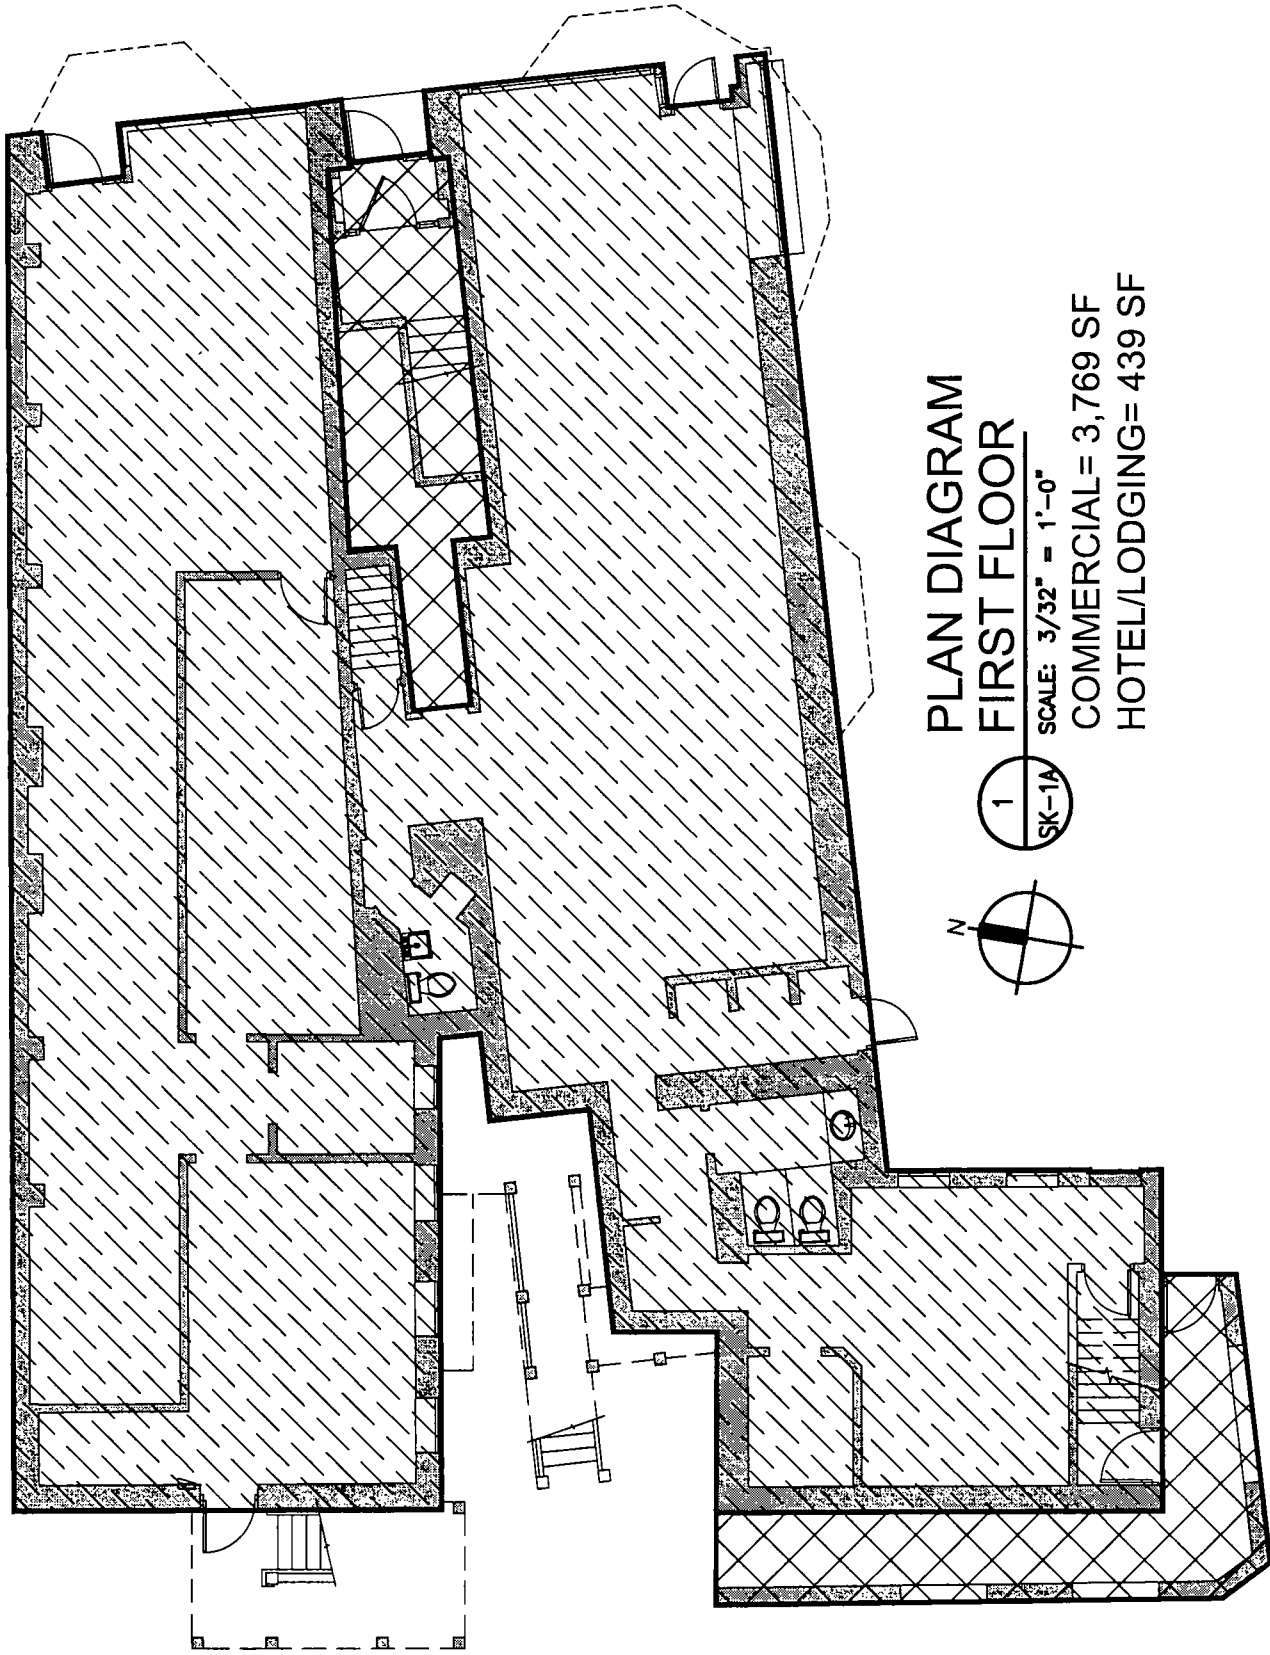 PLAN DIAGRAM
FIRST FLOOR
1
SK-1A
SCALE: 3/32" = 1'-0"
COMMERCIAL= 3,769 SF
HOTEL/LODGING= 439 SF
N